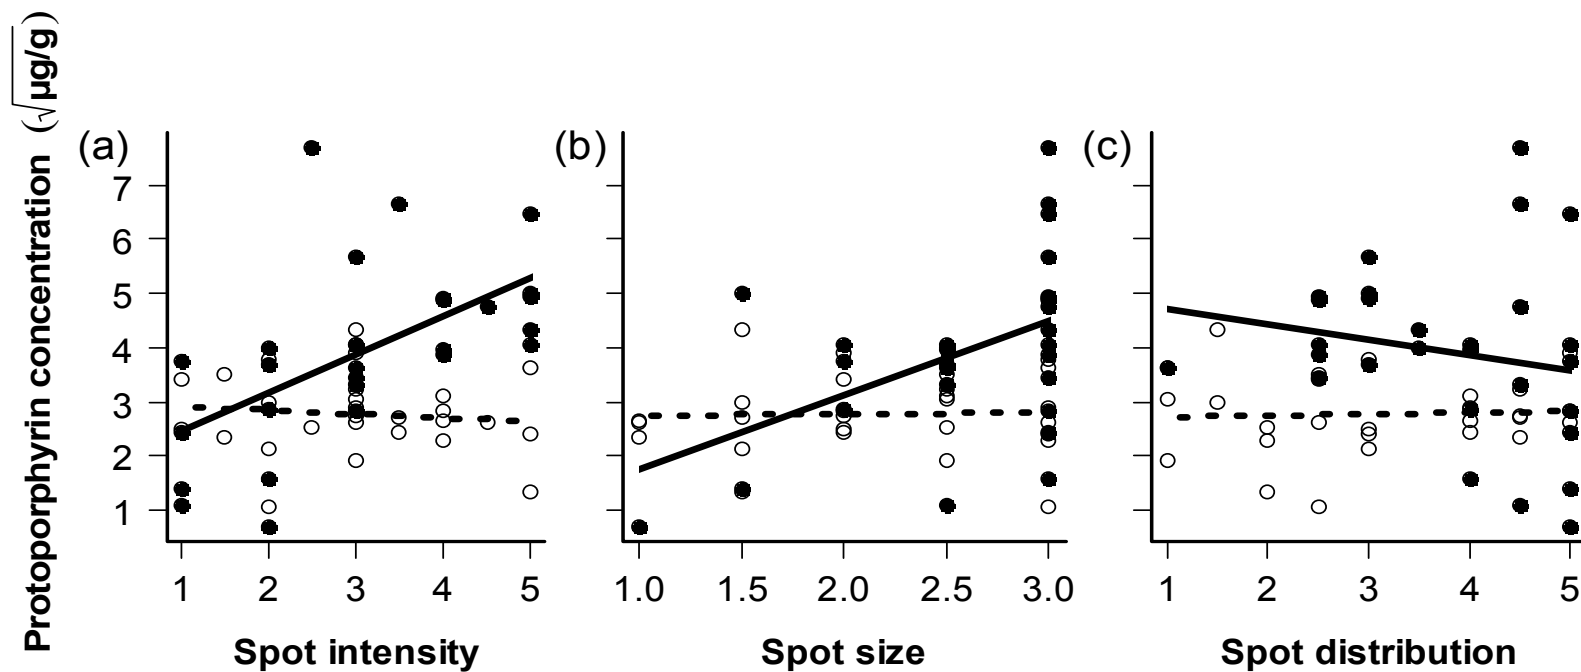 Protoporphyrin concentration (√µg/g)
(a)
7
6
5
4
3
2
1
1 2 3 4 5
Spot intensity
(b)
1.0 1.5 2.0 2.5 3.0
Spot size
(c)
1 2 3 4 5
Spot distribution